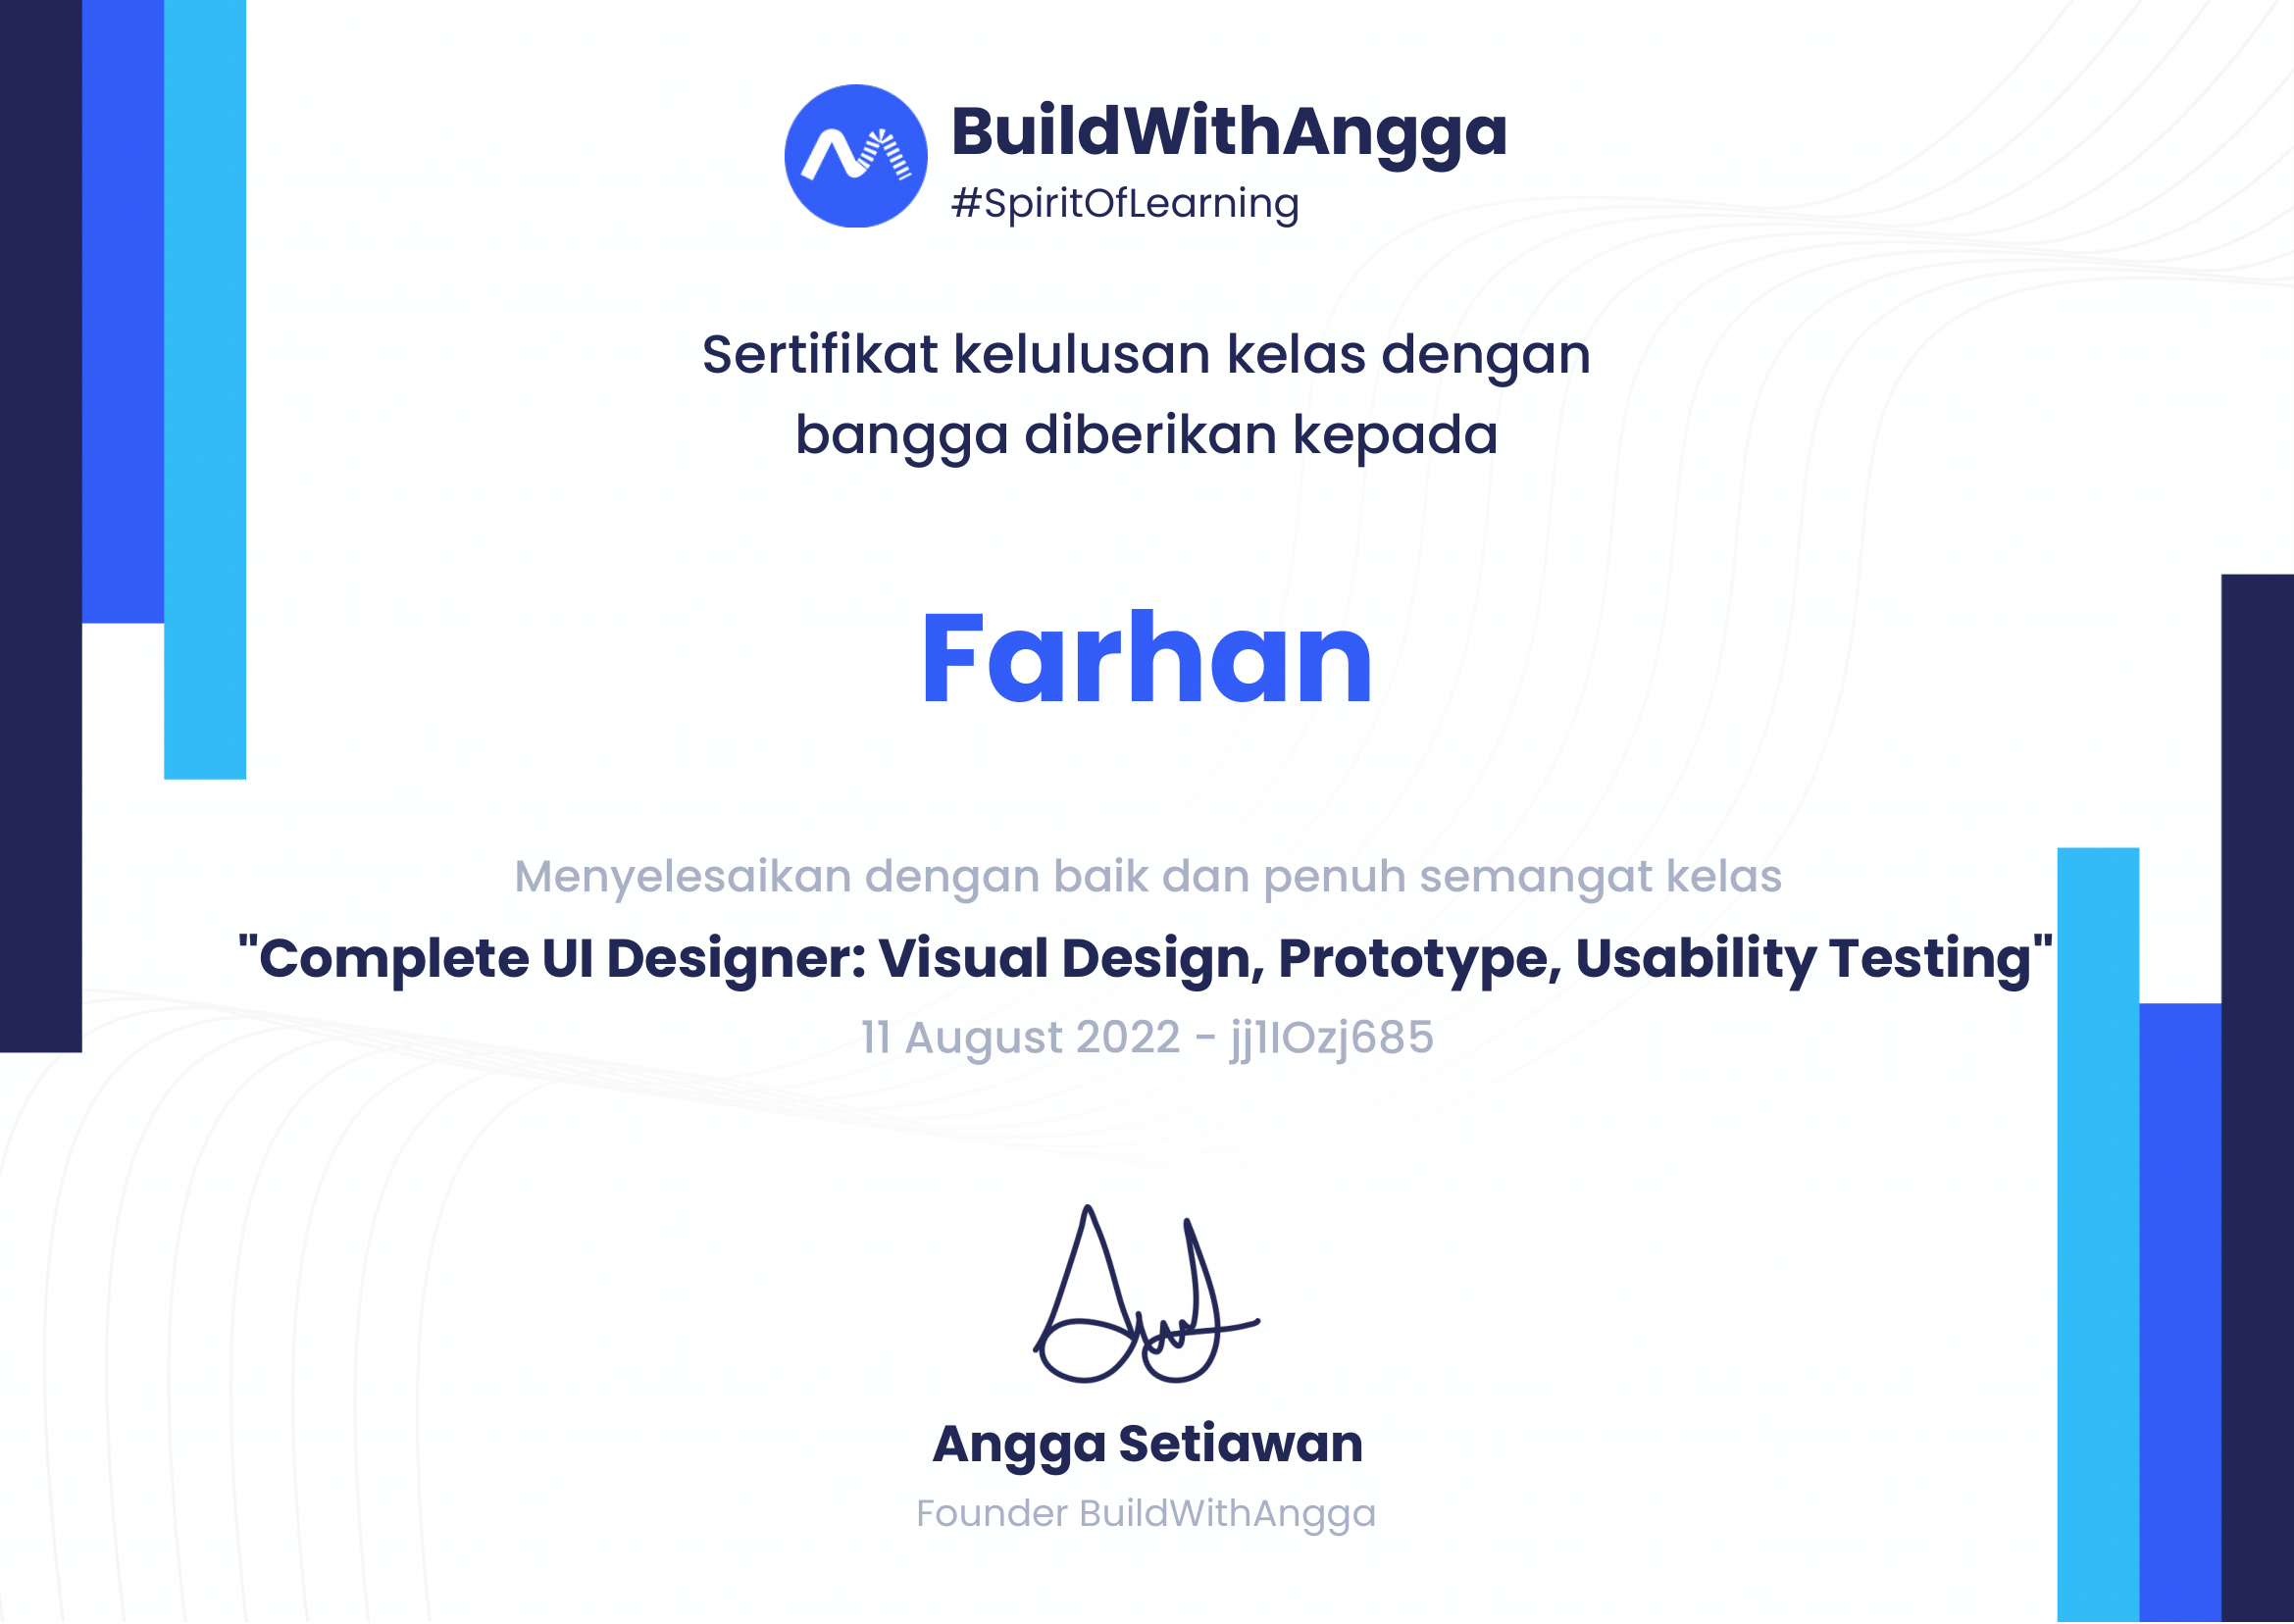 BuildWithAngga
#SpiritOfLearning
Sertifikat kelulusan kelas dengan
bangga diberikan kepada
Farhan
Menyelesaikan dengan baik dan penuh semangat kelas
"Complete UI Designer: Visual Design, Prototype, Usability Testing"
11 August 2022 - jj1IOzj685
Angga Setiawan
Founder BuildWithAngga